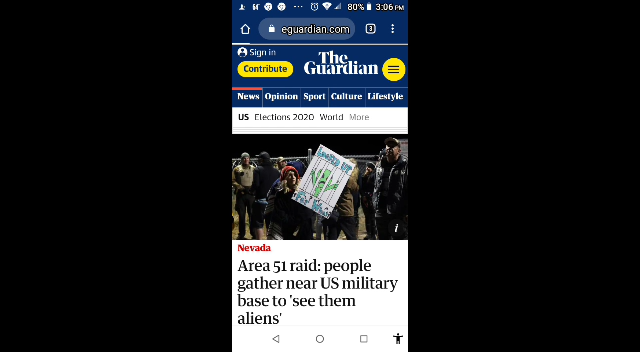 80% 3:06 PM
eguardian.com
3
Sign in
Contribute
The
Guardian
News Opinion Sport Culture Lifestyle
US Elections 2020 World More
i
Nevada
Area 51 raid: people
gather near US military
base to 'see them
aliens'